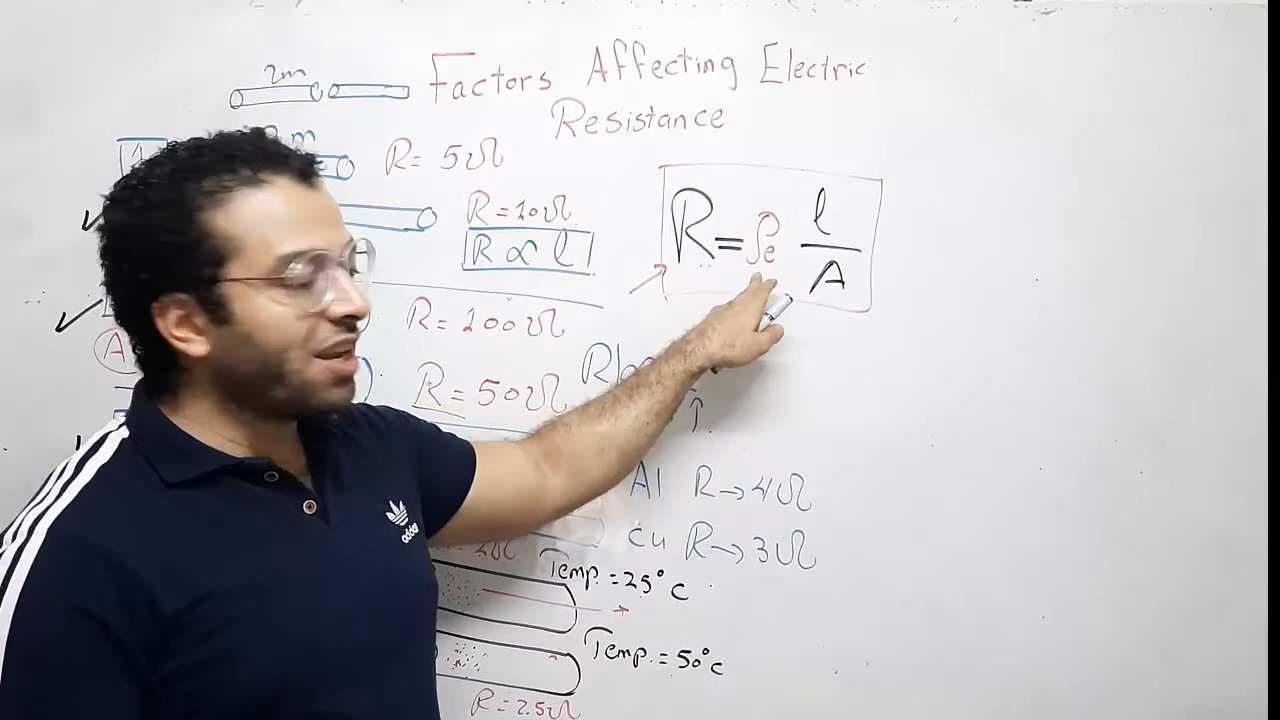 Factors Affecting Electric
Resistance
2m
R = 5Ω
R = 10Ω
R ∝ l
R = ρe l/A
R = 100Ω
R = 50Ω
Al R → 4Ω
Cu R → 3Ω
Temp. = 25°C
Temp. = 50°C
R = 2.5Ω
adidas